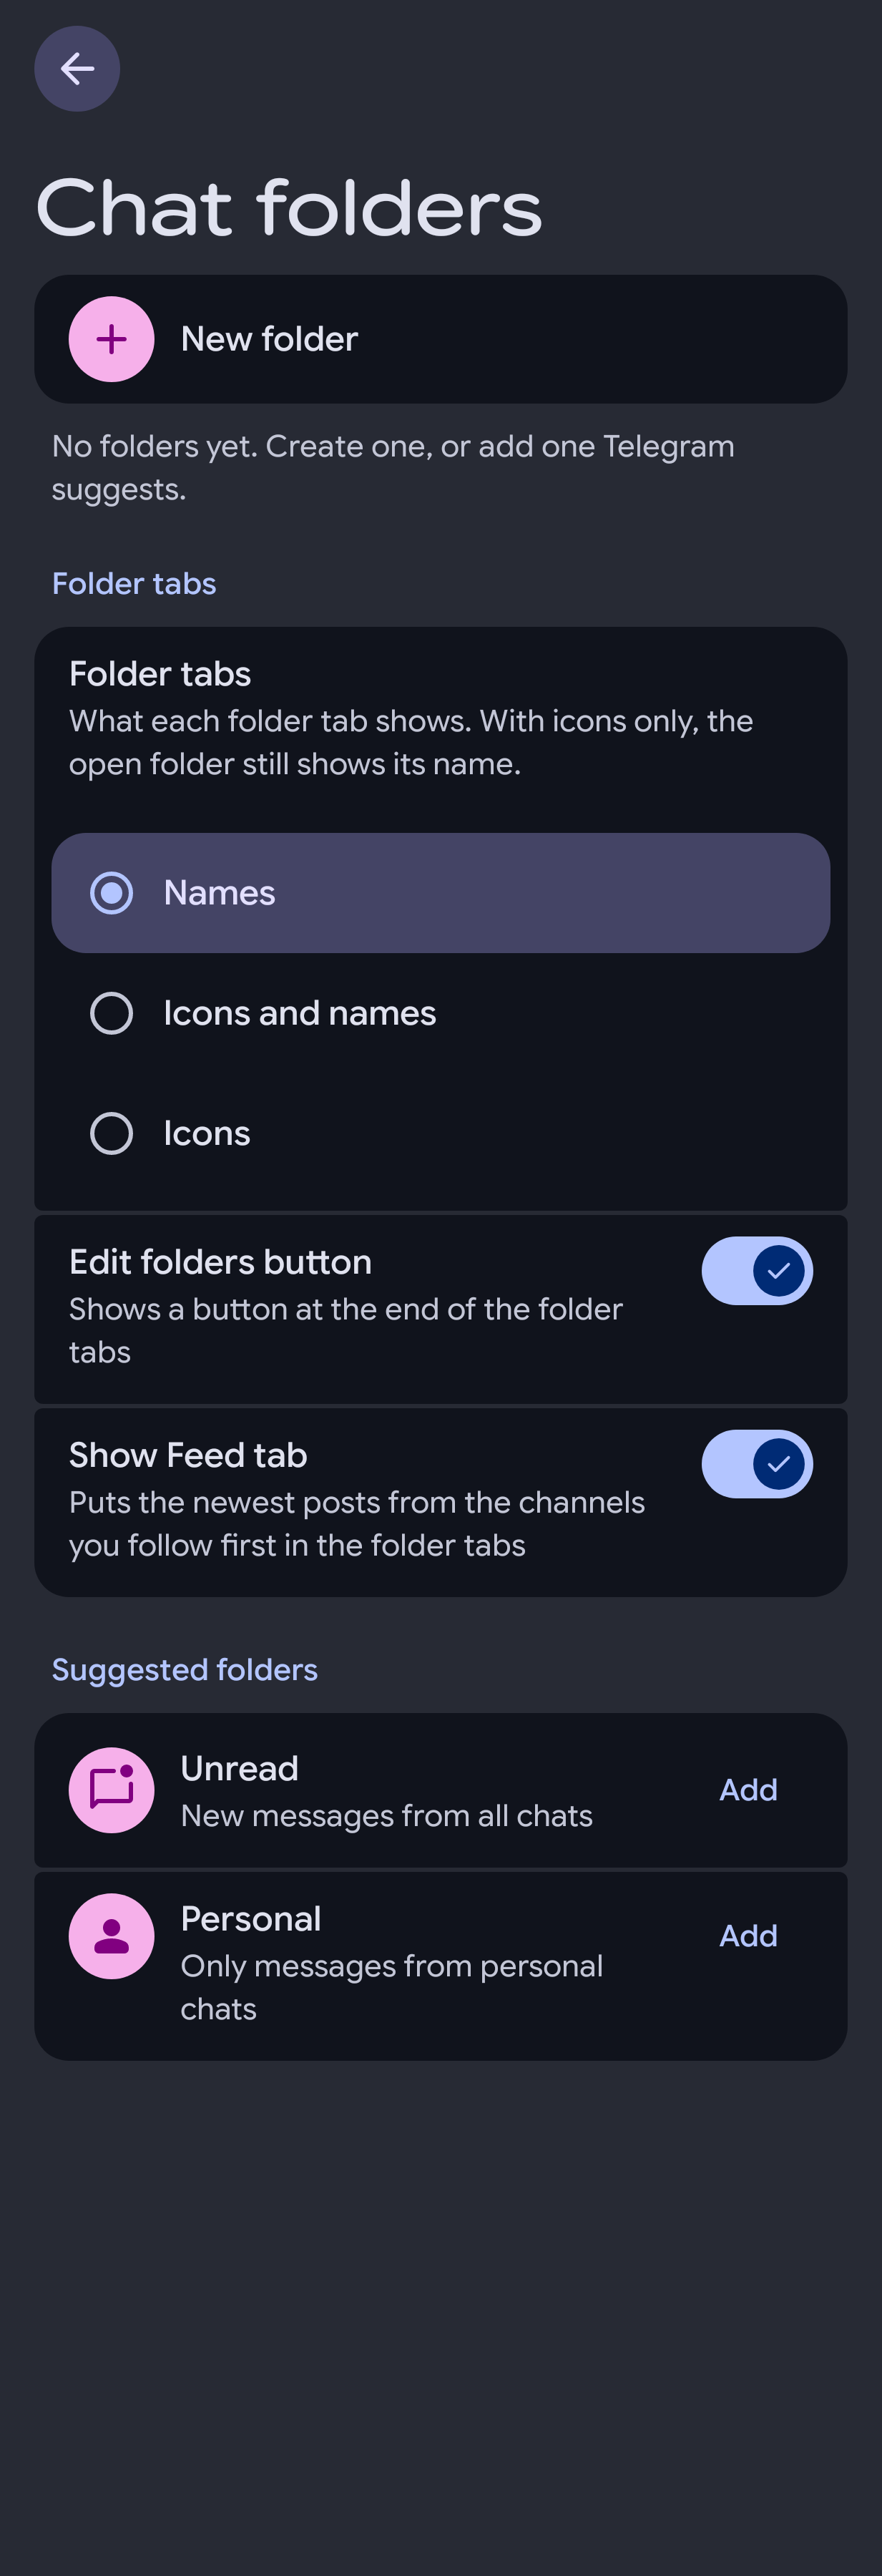 Chat folders
New folder
No folders yet. Create one, or add one Telegram
suggests.
Folder tabs
Folder tabs
What each folder tab shows. With icons only, the
open folder still shows its name.
Names
Icons and names
Icons
Edit folders button
Shows a button at the end of the folder
tabs
Show Feed tab
Puts the newest posts from the channels
you follow first in the folder tabs
Suggested folders
Unread
New messages from all chats
Add
Personal
Only messages from personal
chats
Add